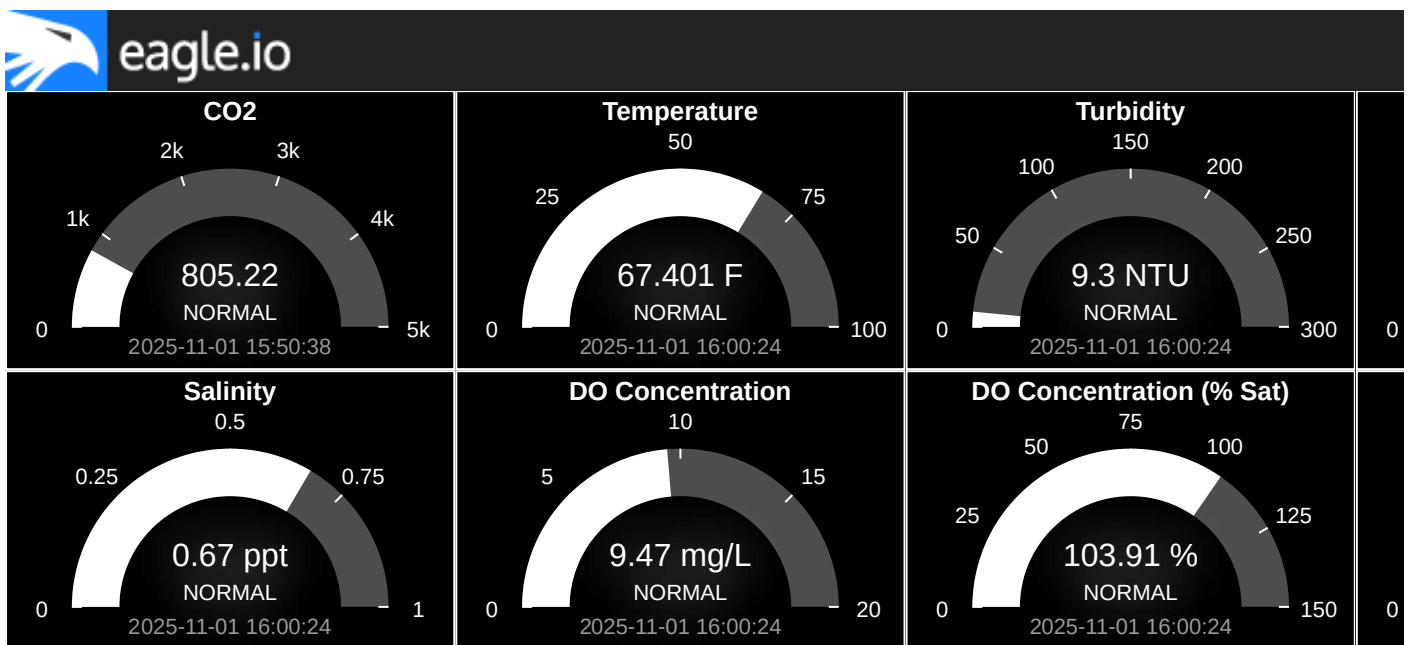 eagle.io
CO2
0
1k
2k
3k
4k
5k
805.22
NORMAL
2025-11-01 15:50:38
Temperature
0
25
50
75
100
67.401 F
NORMAL
2025-11-01 16:00:24
Turbidity
0
50
100
150
200
250
300
9.3 NTU
NORMAL
2025-11-01 16:00:24
0
Salinity
0
0.25
0.5
0.75
1
0.67 ppt
NORMAL
2025-11-01 16:00:24
DO Concentration
0
5
10
15
20
9.47 mg/L
NORMAL
2025-11-01 16:00:24
DO Concentration (% Sat)
0
25
50
75
100
125
150
103.91 %
NORMAL
2025-11-01 16:00:24
0